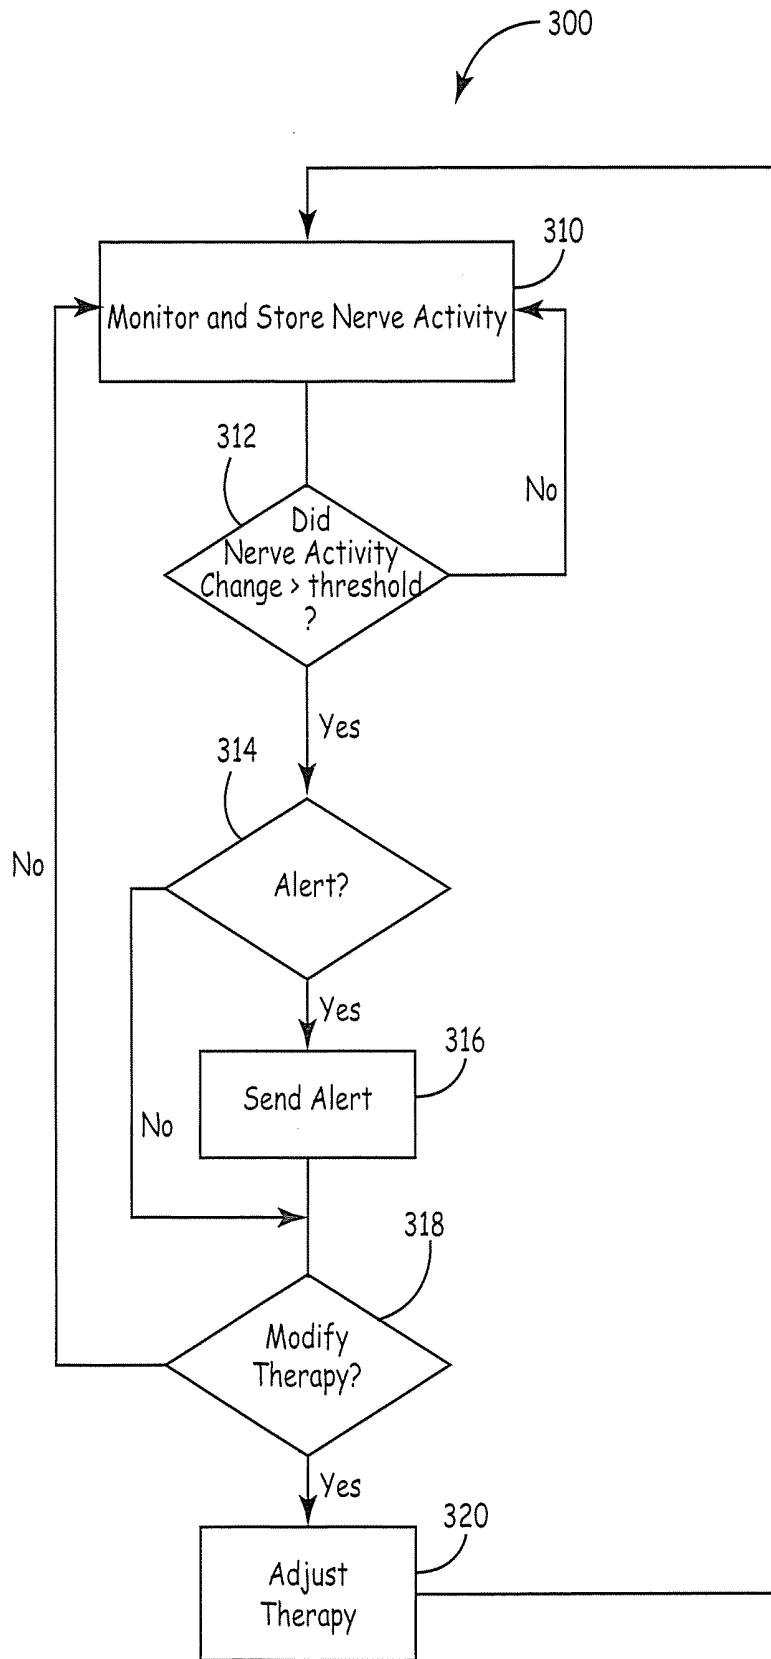 300
310
Monitor and Store Nerve Activity
312
Did
Nerve Activity
Change > threshold
?
No
Yes
314
Alert?
No
Yes
316
Send Alert
No
318
Modify
Therapy?
Yes
320
Adjust
Therapy